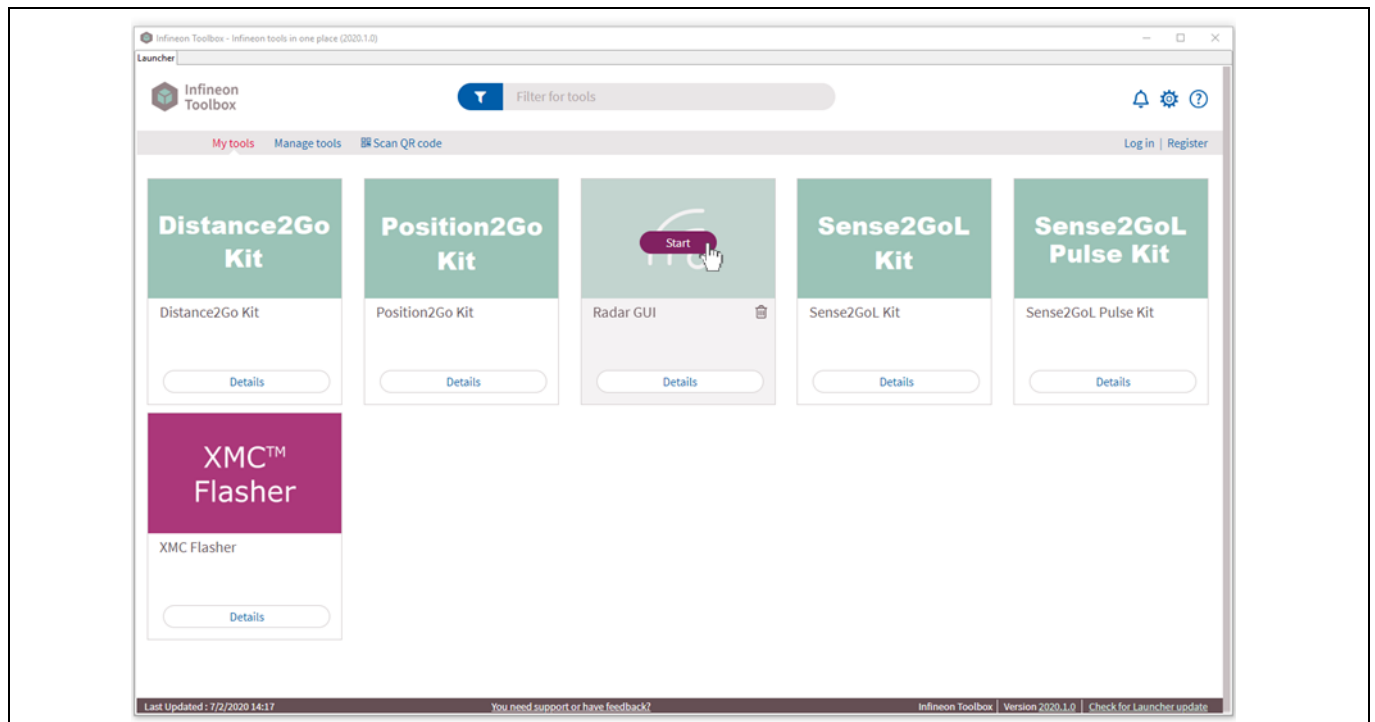 Infineon Toolbox - Infineon tools in one place (2020.1.0)
Launcher
Infineon
Toolbox
Filter for tools
My tools Manage tools Scan QR code Log in | Register
Distance2Go
Kit
Position2Go
Kit
Start
Sense2GoL
Kit
Sense2GoL
Pulse Kit
Distance2Go Kit
Position2Go Kit
Radar GUI
Sense2GoL Kit
Sense2GoL Pulse Kit
Details Details Details Details Details
XMC™
Flasher
XMC Flasher
Details
Last Updated : 7/2/2020 14:17 You need support or have feedback? Infineon Toolbox | Version 2020.1.0 | Check for Launcher update